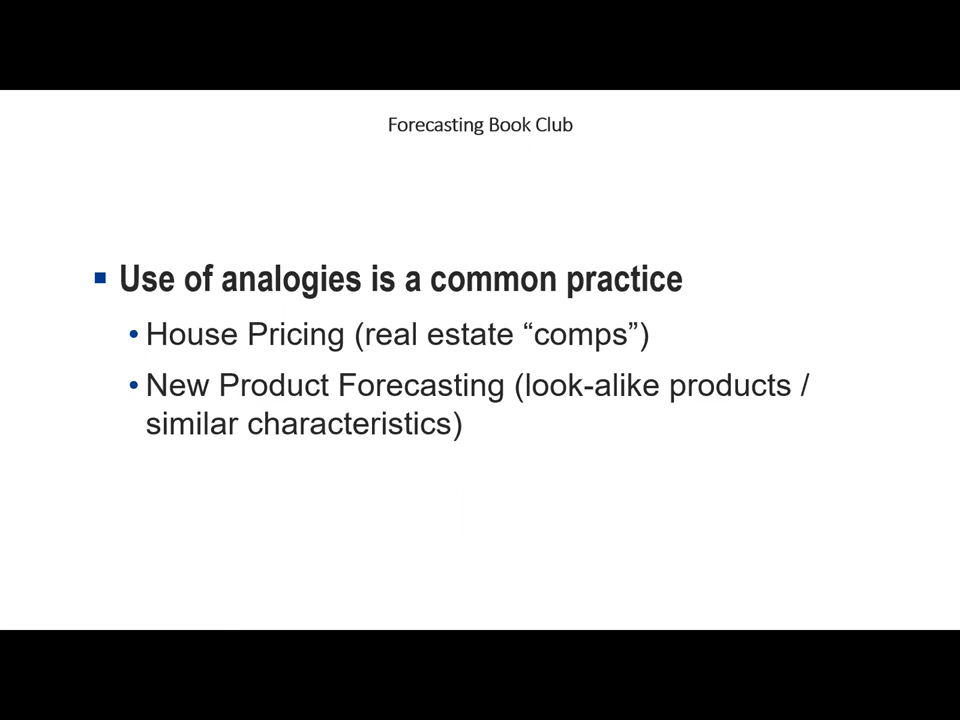 Forecasting Book Club
▪ Use of analogies is a common practice
• House Pricing (real estate “comps”)
• New Product Forecasting (look-alike products /
similar characteristics)